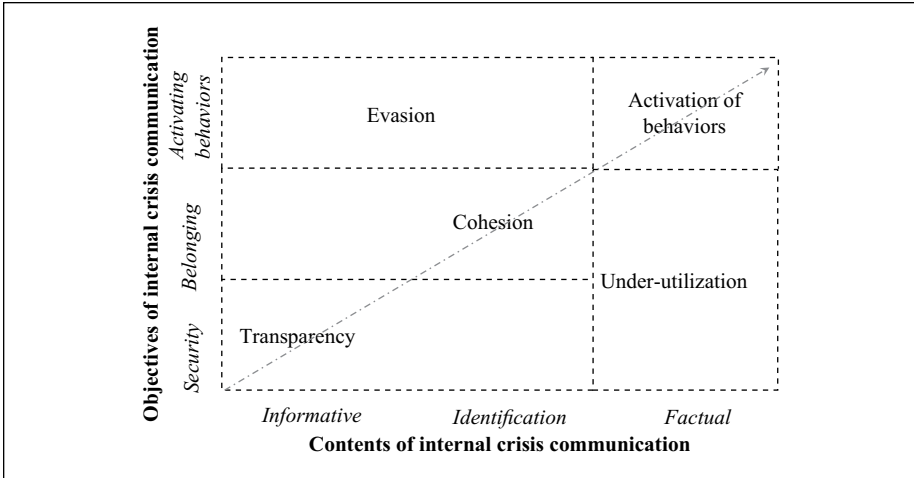 Objectives of internal crisis communication
Activating
behaviors
Belonging
Security
Evasion
Activation of
behaviors
Cohesion
Under-utilization
Transparency
Informative
Identification
Factual
Contents of internal crisis communication